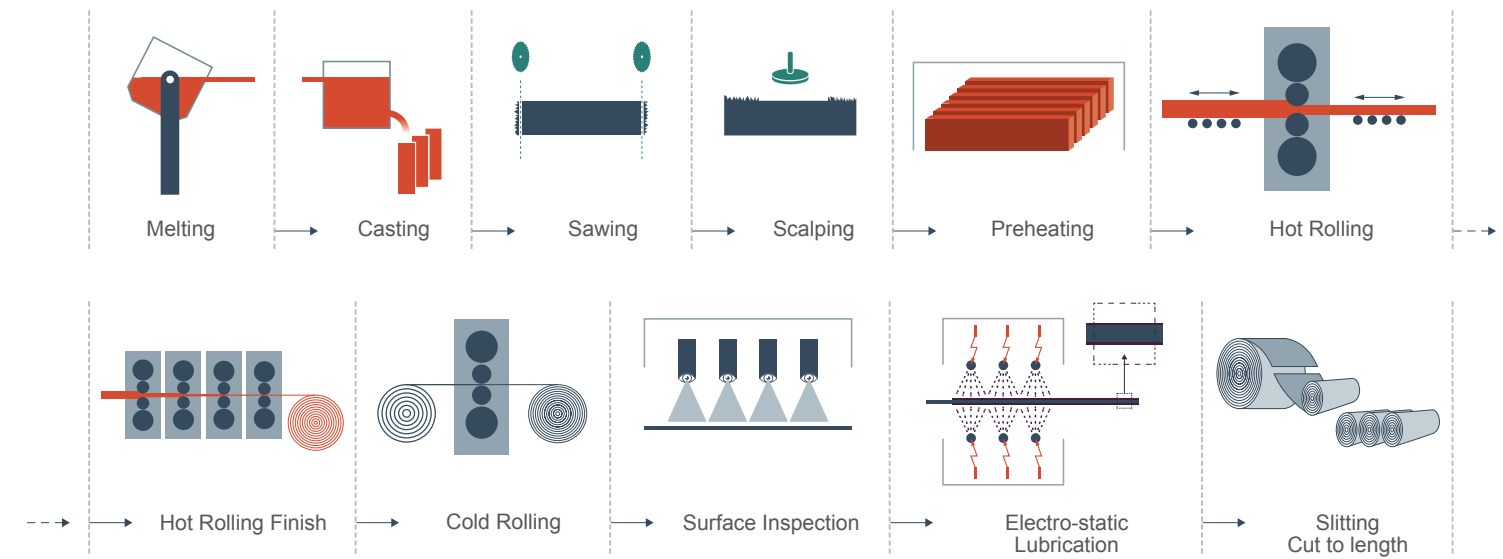 Melting
Casting
Sawing
Scalping
Preheating
Hot Rolling
Hot Rolling Finish
Cold Rolling
Surface Inspection
Electro-static
Lubrication
Slitting
Cut to length